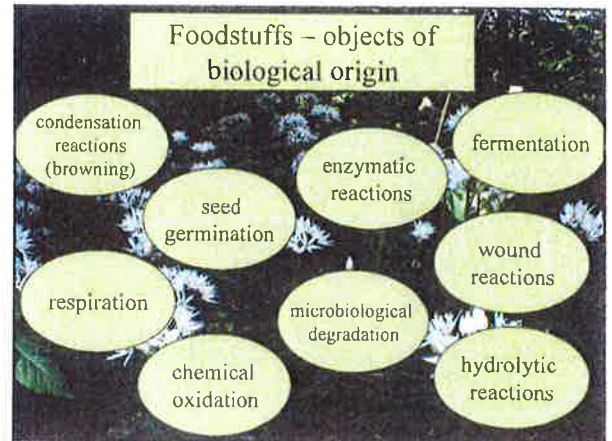 Foodstuffs – objects of
biological origin
condensation
reactions
(browning)
fermentation
enzymatic
reactions
seed
germination
wound
reactions
respiration
microbiological
degradation
chemical
oxidation
hydrolytic
reactions